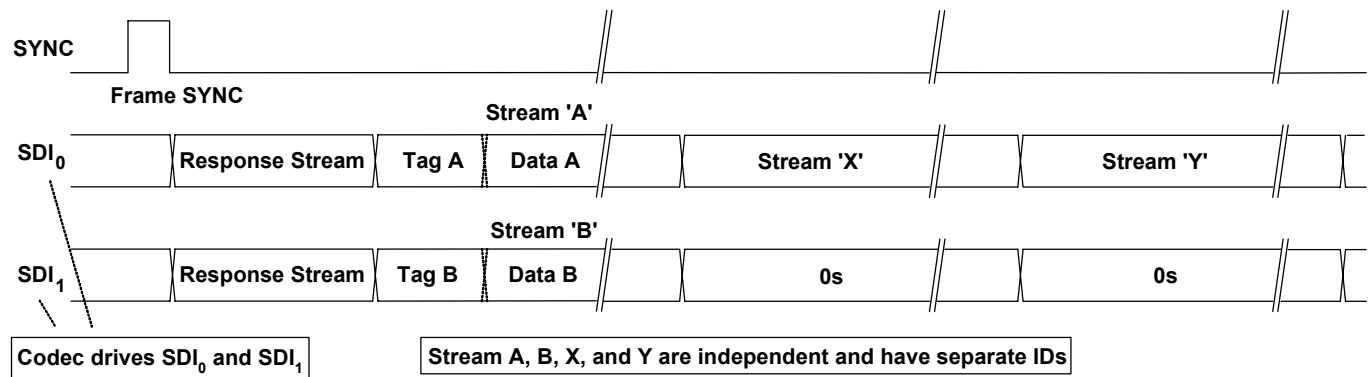 SYNC
Frame SYNC
Stream 'A'
SDI0 Response Stream Tag A Data A Stream 'X' Stream 'Y'
Stream 'B'
SDI1 Response Stream Tag B Data B 0s 0s
Codec drives SDI0 and SDI1
Stream A, B, X, and Y are independent and have separate IDs